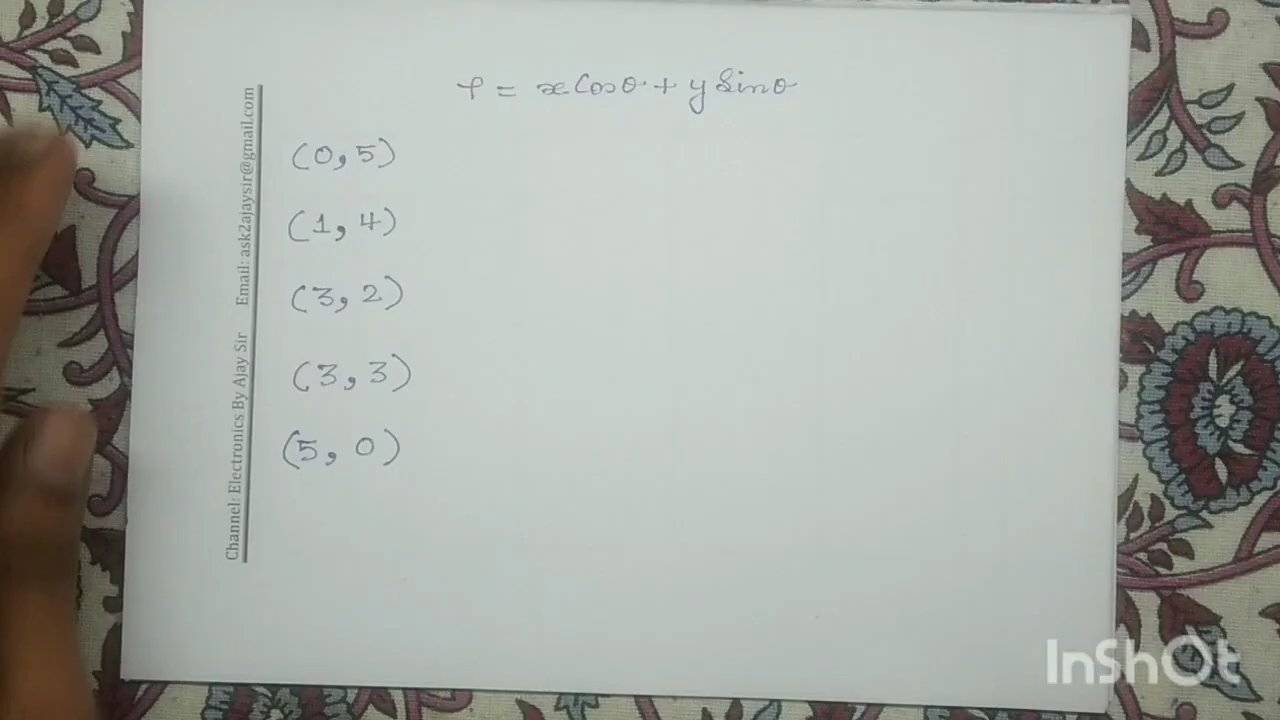 ρ = x Cosθ + y Sinθ
(0, 5)
(1, 4)
(3, 2)
(3, 3)
(5, 0)
Channel: Electronics By Ajay Sir Email: ask2ajaysir@gmail.com
InShOt